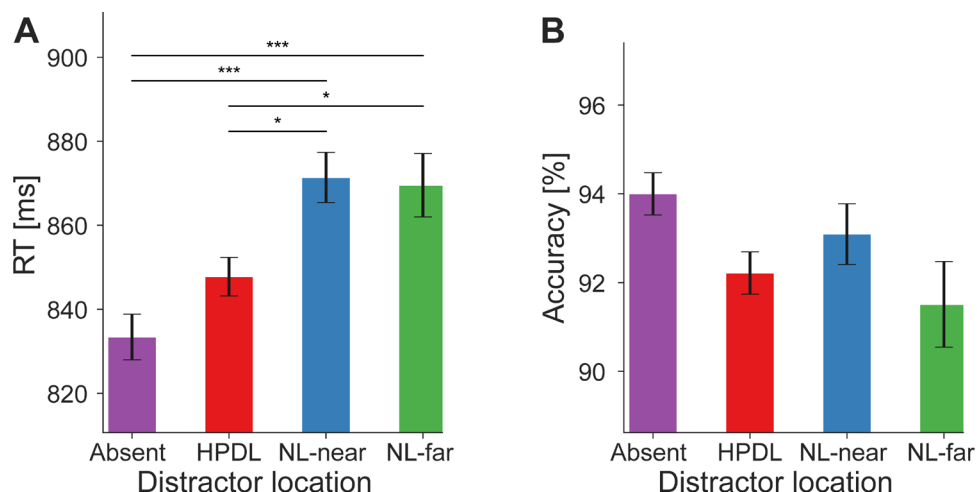 A
RT [ms]
900
880
860
840
820
***
***
*
*
Absent HPDL NL-near NL-far
Distractor location
B
Accuracy [%]
96
94
92
90
Absent HPDL NL-near NL-far
Distractor location